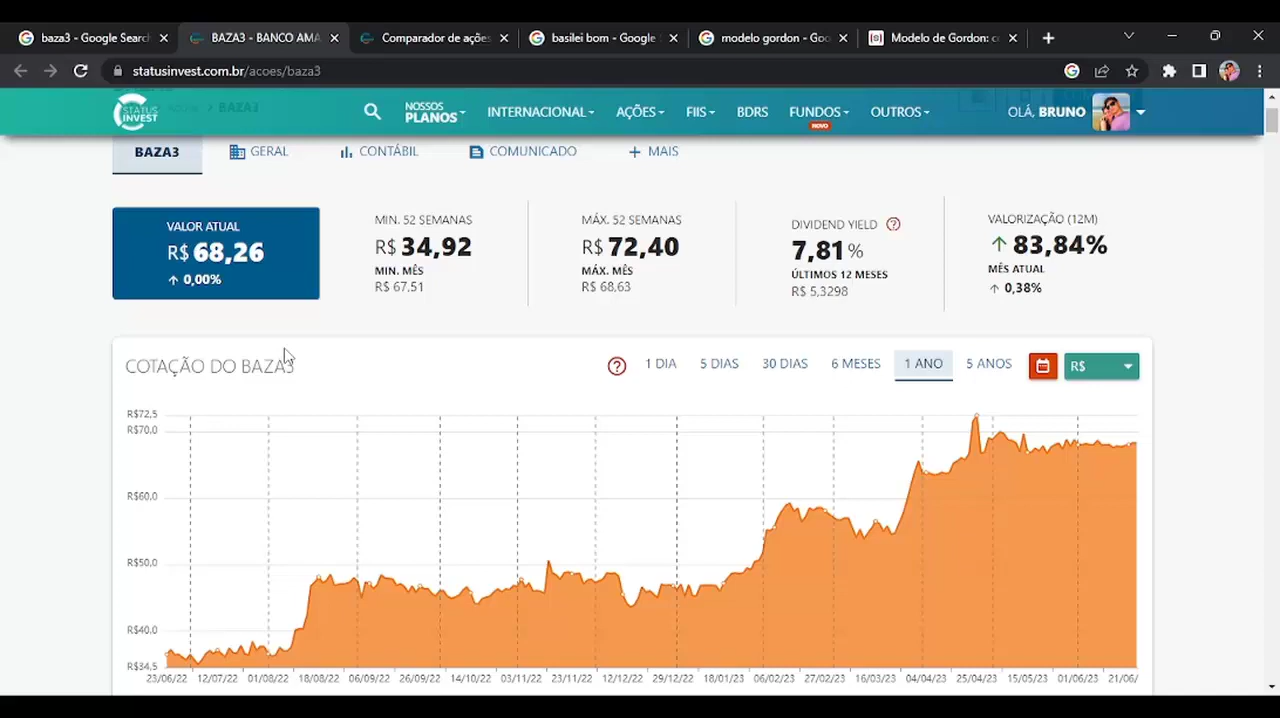 baza3 - Google Searc
BAZA3 - BANCO AMA
Comparador de ações
basilei bom - Google S
modelo gordon - Goo
Modelo de Gordon: c
statusinvest.com.br/acoes/baza3
STATUS
INVEST
BAZA3
NOSSOS
PLANOS
INTERNACIONAL
AÇÕES
FIIS
BDRS
FUNDOS
NOVO
OUTROS
OLÁ, BRUNO
BAZA3
GERAL
CONTÁBIL
COMUNICADO
+ MAIS
VALOR ATUAL
R$ 68,26
↑ 0,00%
MIN. 52 SEMANAS
R$ 34,92
MIN. MÊS
R$ 67,51
MÁX. 52 SEMANAS
R$ 72,40
MÁX. MÊS
R$ 68,63
DIVIDEND YIELD ?
7,81 %
ÚLTIMOS 12 MESES
R$ 5,3298
VALORIZAÇÃO (12M)
↑ 83,84%
MÊS ATUAL
↑ 0,38%
COTAÇÃO DO BAZA3
?
1 DIA
5 DIAS
30 DIAS
6 MESES
1 ANO
5 ANOS
R$
R$72,5
R$70.0
R$60.0
R$50.0
R$40.0
R$34,5
23/06/22 12/07/22 01/08/22 18/08/22 06/09/22 26/09/22 14/10/22 03/11/22 23/11/22 12/12/22 29/12/22 18/01/23 06/02/23 27/02/23 16/03/23 04/04/23 25/04/23 15/05/23 01/06/23 21/06/